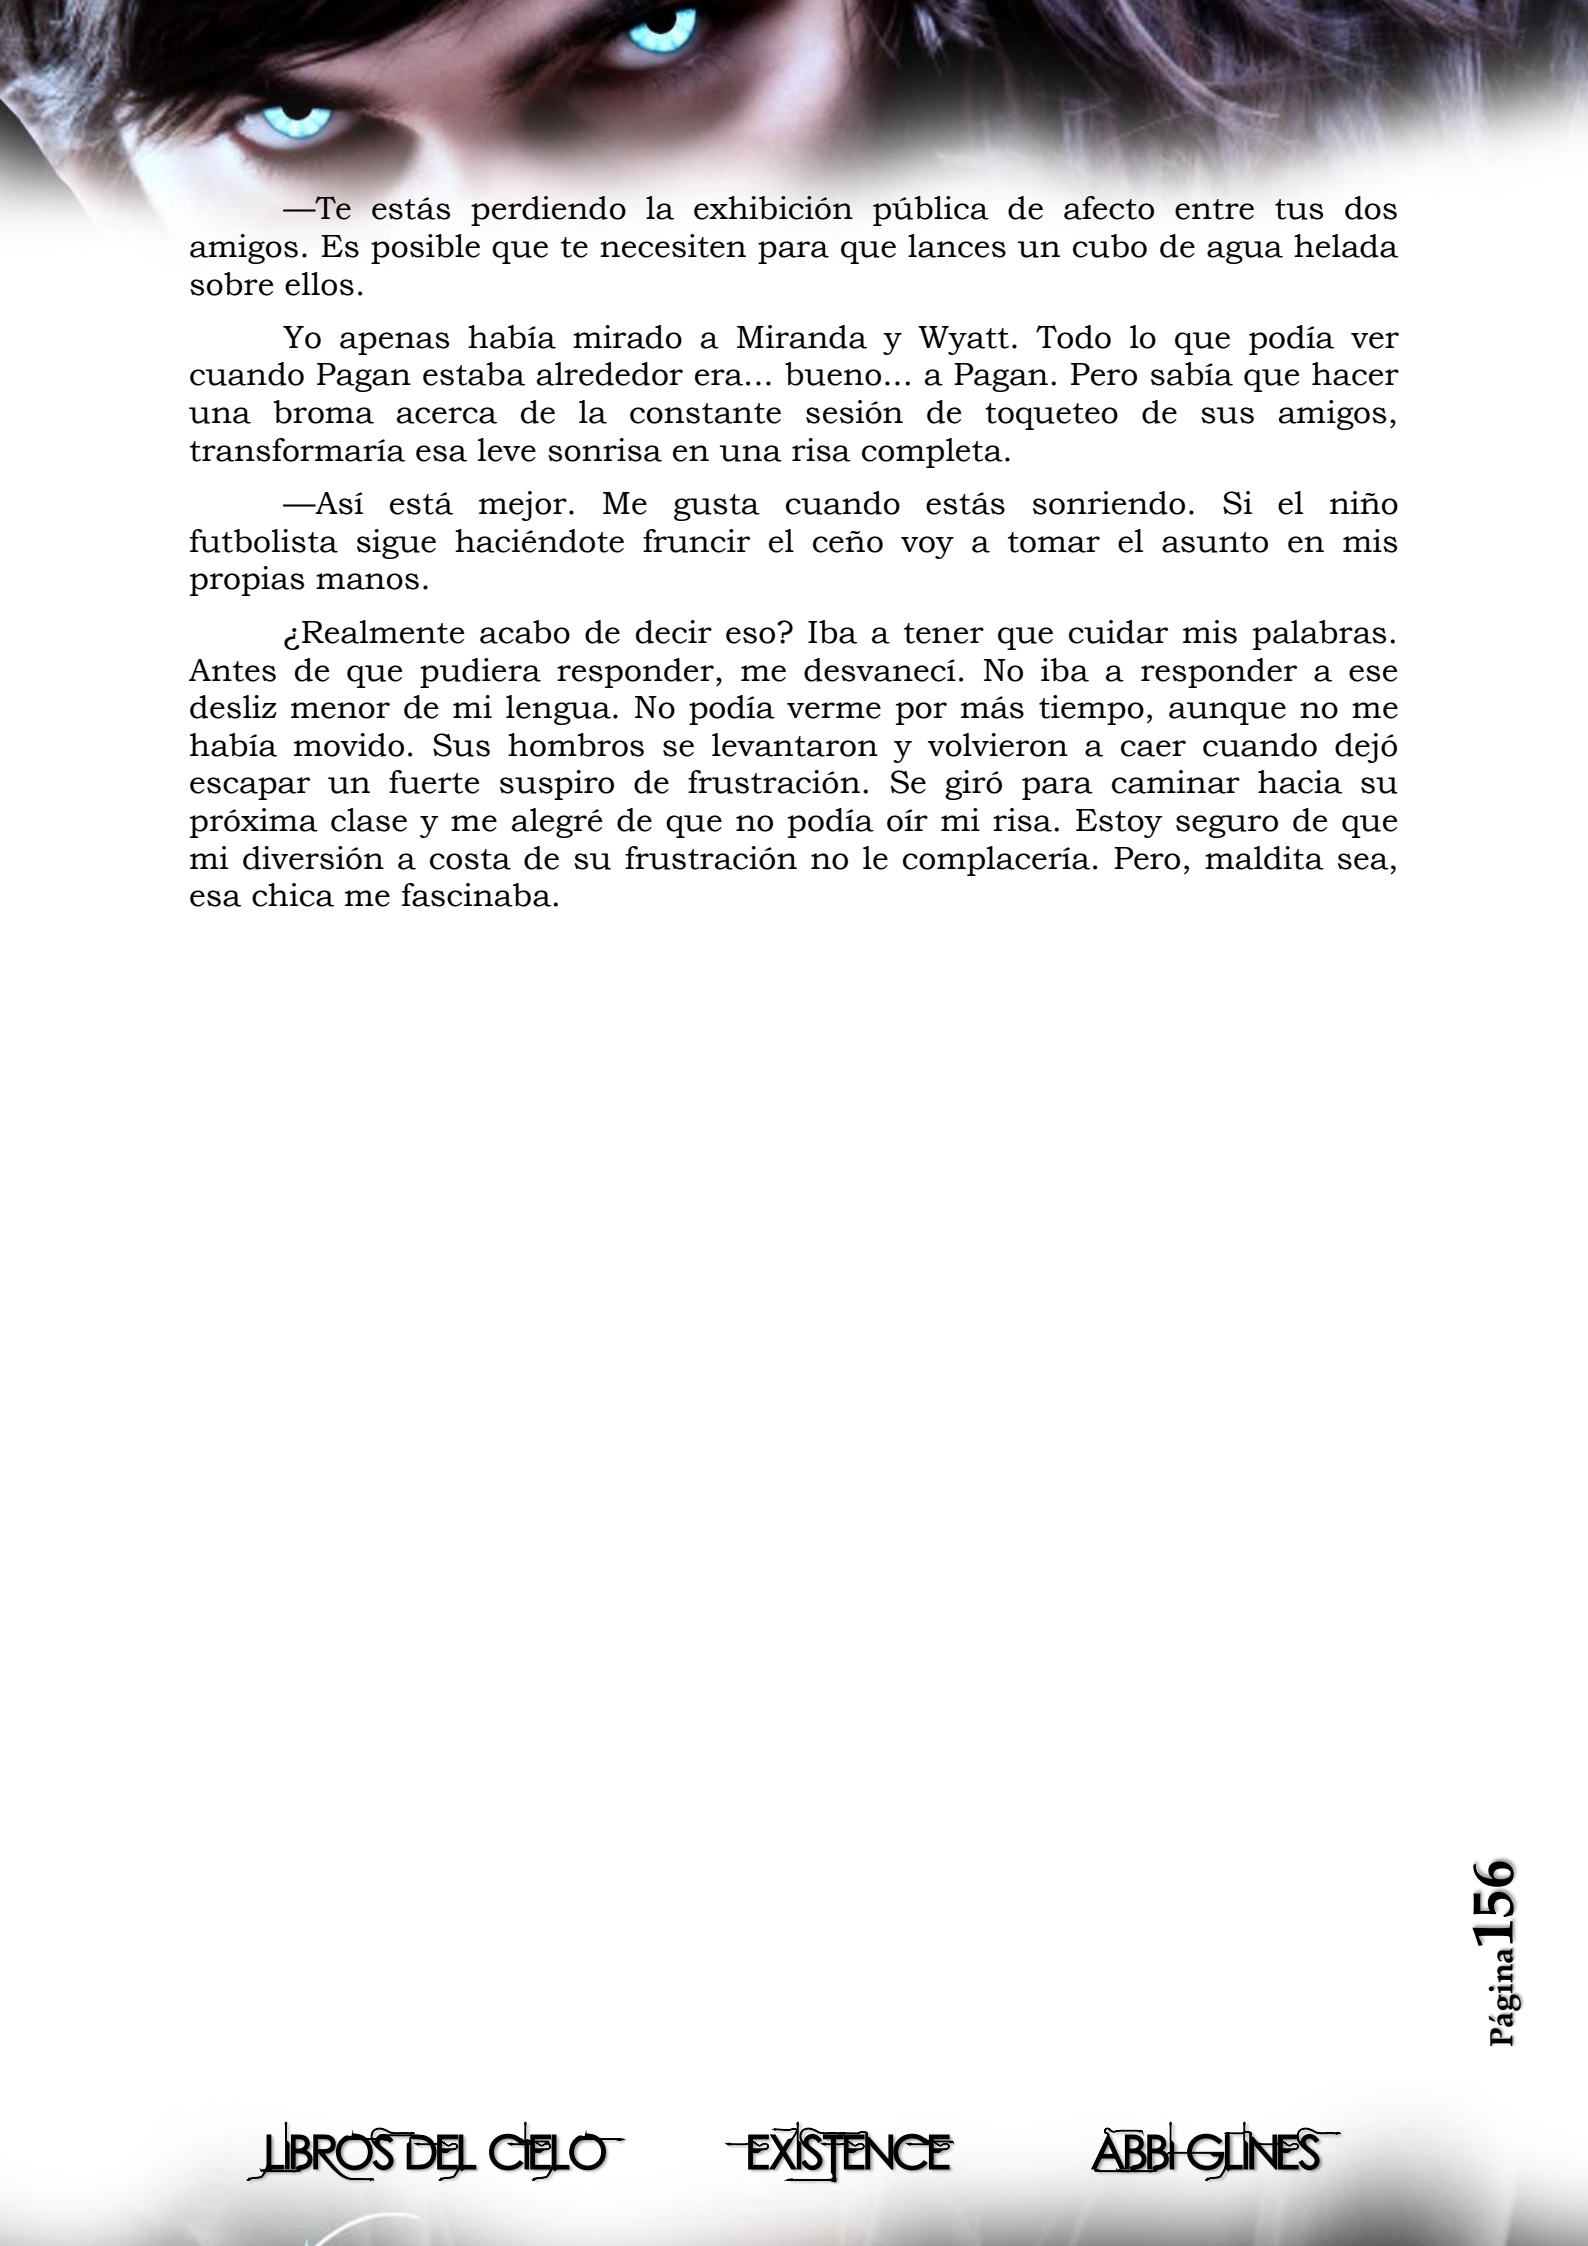 —Te estás perdiendo la exhibición pública de afecto entre tus dos
amigos. Es posible que te necesiten para que lances un cubo de agua helada
sobre ellos.
Yo apenas había mirado a Miranda y Wyatt. Todo lo que podía ver
cuando Pagan estaba alrededor era... bueno... a Pagan. Pero sabía que hacer
una broma acerca de la constante sesión de toqueteo de sus amigos,
transformaría esa leve sonrisa en una risa completa.
—Así está mejor. Me gusta cuando estás sonriendo. Si el niño
futbolista sigue haciéndote fruncir el ceño voy a tomar el asunto en mis
propias manos.
¿Realmente acabo de decir eso? Iba a tener que cuidar mis palabras.
Antes de que pudiera responder, me desvanecí. No iba a responder a ese
desliz menor de mi lengua. No podía verme por más tiempo, aunque no me
había movido. Sus hombros se levantaron y volvieron a caer cuando dejó
escapar un fuerte suspiro de frustración. Se giró para caminar hacia su
próxima clase y me alegré de que no podía oír mi risa. Estoy seguro de que
mi diversión a costa de su frustración no le complacería. Pero, maldita sea,
esa chica me fascinaba.
Página156
LIBROS DEL CIELO EXISTENCE ABBI GLINES